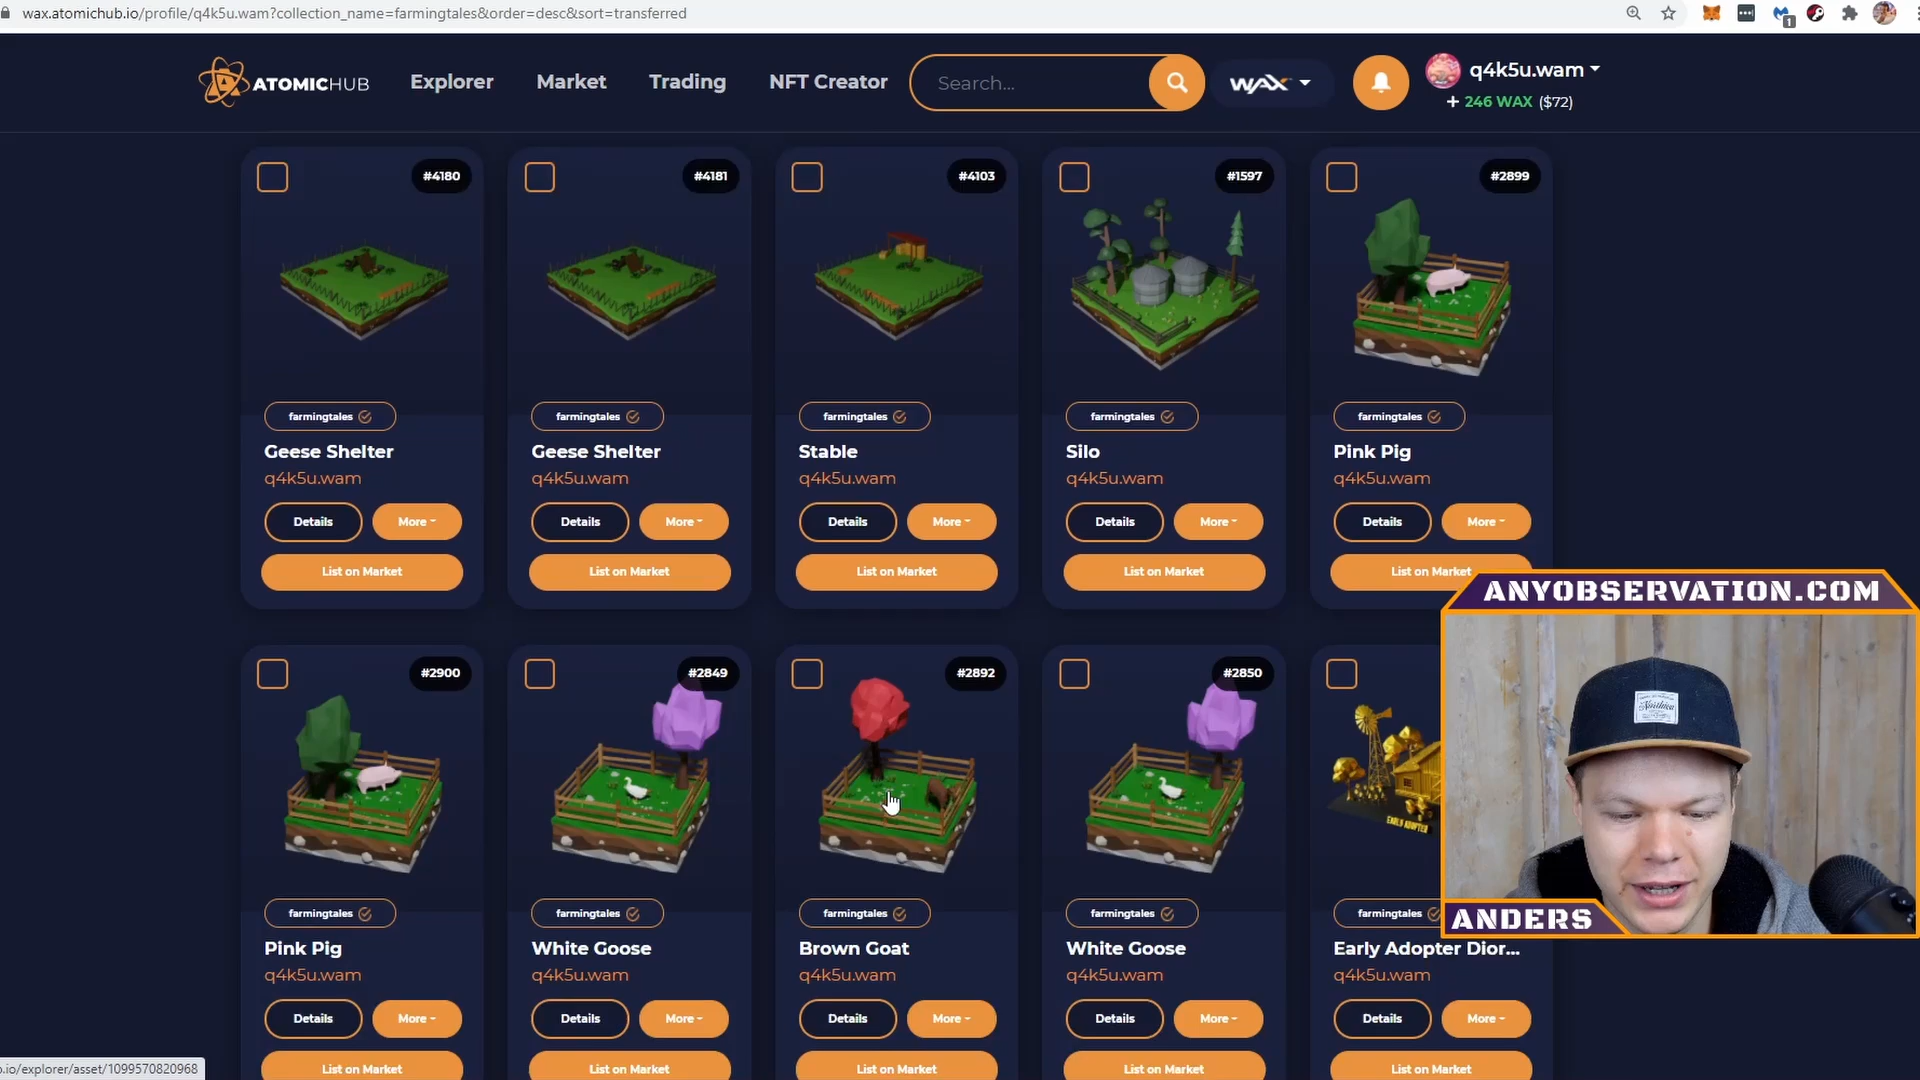 wax.atomichub.io/profile/q4k5u.wam?collection_name=farmingtales&order=desc&sort=transferred
1
ATOMICHUB
Explorer
Market
Trading
NFT Creator
Search...
WAX
q4k5u.wam
+ 246 WAX ($72)
#4180
#4181
#4103
#1597
#2899
farmingtales
farmingtales
farmingtales
farmingtales
farmingtales
Geese Shelter
Geese Shelter
Stable
Silo
Pink Pig
q4k5u.wam
q4k5u.wam
q4k5u.wam
q4k5u.wam
q4k5u.wam
Details More
Details More
Details More
Details More
Details More
List on Market
List on Market
List on Market
List on Market
List on Market
ANYOBSERVATION.COM
#2900
#2849
#2892
#2850
EARLY ADOPTER
ANDERS
farmingtales
farmingtales
farmingtales
farmingtales
farmingtales
Pink Pig
White Goose
Brown Goat
White Goose
Early Adopter Dior...
q4k5u.wam
q4k5u.wam
q4k5u.wam
q4k5u.wam
q4k5u.wam
Details More
Details More
Details More
Details More
Details More
List on Market
List on Market
List on Market
List on Market
List on Market
o.io/explorer/asset/1099570820968